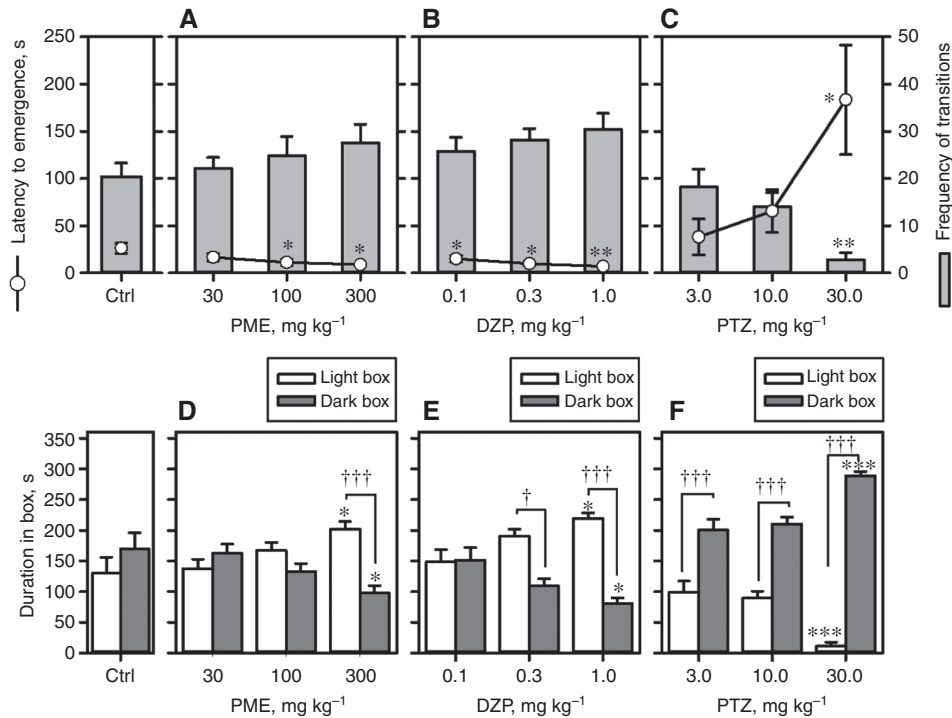 A B C
250 50
200 40
150 30
100 20
50 10
0 0
Latency to emergence, s
Frequency of transitions
* * * * ** * **
Ctrl 30 100 300 0.1 0.3 1.0 3.0 10.0 30.0
PME, mg kg⁻¹ DZP, mg kg⁻¹ PTZ, mg kg⁻¹
Light box Light box Light box
Dark box Dark box Dark box
D E F
350
300
250
200
150
100
50
0
Duration in box, s
††† * *
† ††† * *
††† ††† ††† *** ***
Ctrl 30 100 300 0.1 0.3 1.0 3.0 10.0 30.0
PME, mg kg⁻¹ DZP, mg kg⁻¹ PTZ, mg kg⁻¹